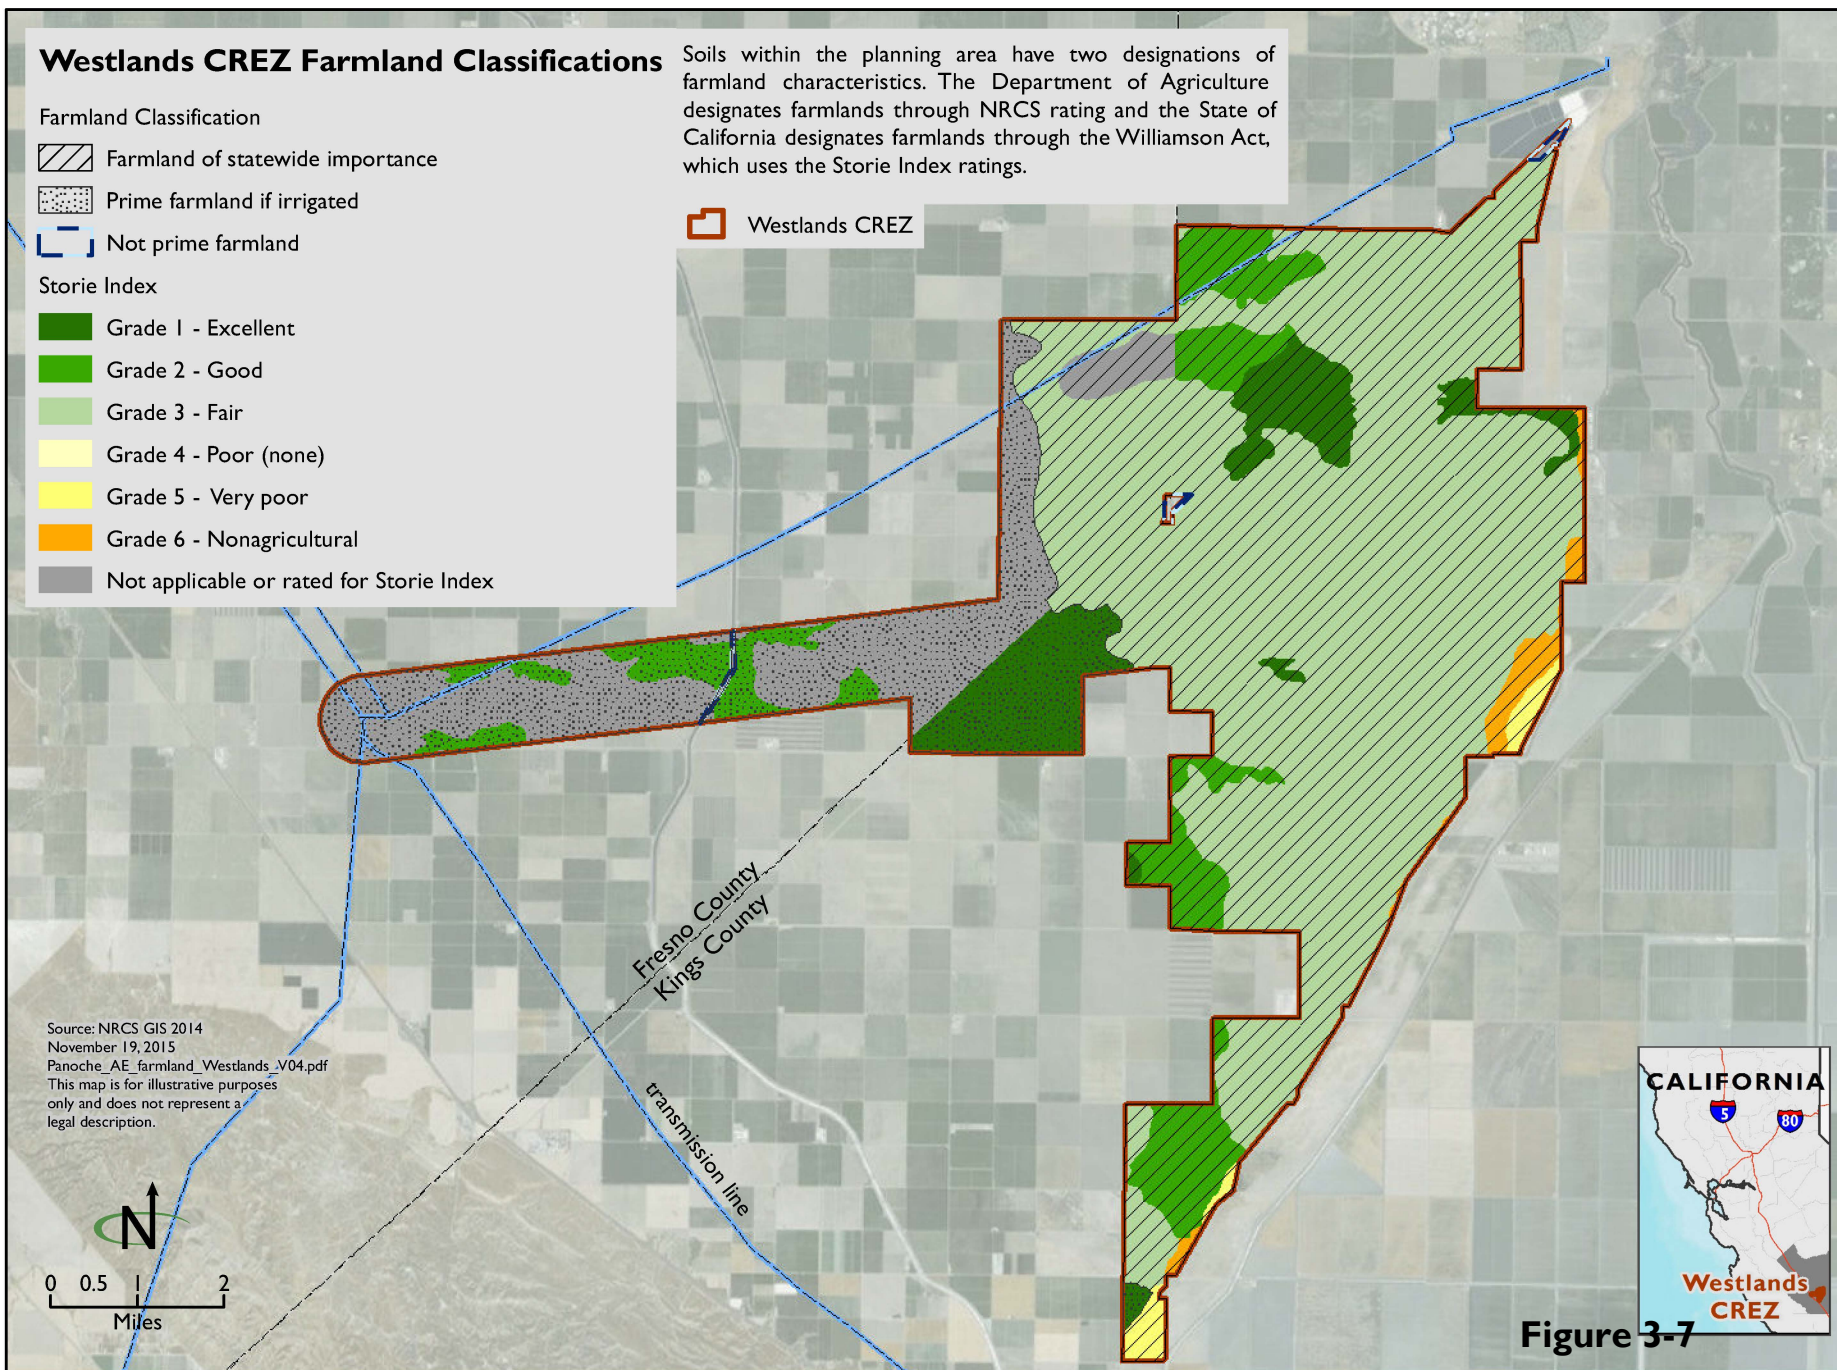 Westlands CREZ Farmland Classifications
Farmland Classification
Farmland of statewide importance
Prime farmland if irrigated
Not prime farmland
Storie Index
Grade 1 - Excellent
Grade 2 - Good
Grade 3 - Fair
Grade 4 - Poor (none)
Grade 5 - Very poor
Grade 6 - Nonagricultural
Not applicable or rated for Storie Index
Soils within the planning area have two designations of
farmland characteristics. The Department of Agriculture
designates farmlands through NRCS rating and the State of
California designates farmlands through the Williamson Act,
which uses the Storie Index ratings.
Westlands CREZ
Fresno County
Kings County
transmission line
Source: NRCS GIS 2014
November 19, 2015
Panoche_AE_farmland_Westlands_V04.pdf
This map is for illustrative purposes
only and does not represent a
legal description.
N
0 0.5 1 2
Miles
CALIFORNIA
5
80
Westlands
CREZ
Figure 3-7